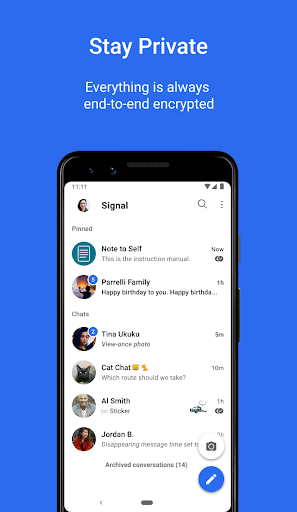 Stay Private
Everything is always
end-to-end encrypted
11:11
Signal
Pinned
Note to Self Now
This is the instruction manual.
5
Parrelli Family 1m
Happy birthday to you. Happy birthda...
Chats
2
Tina Ukuku 5m
View-once photo
Cat Chat 10m
Which route should we take?
Al Smith
Sticker
Jordan B.
Disappearing message time set to
Archived conversations (14)